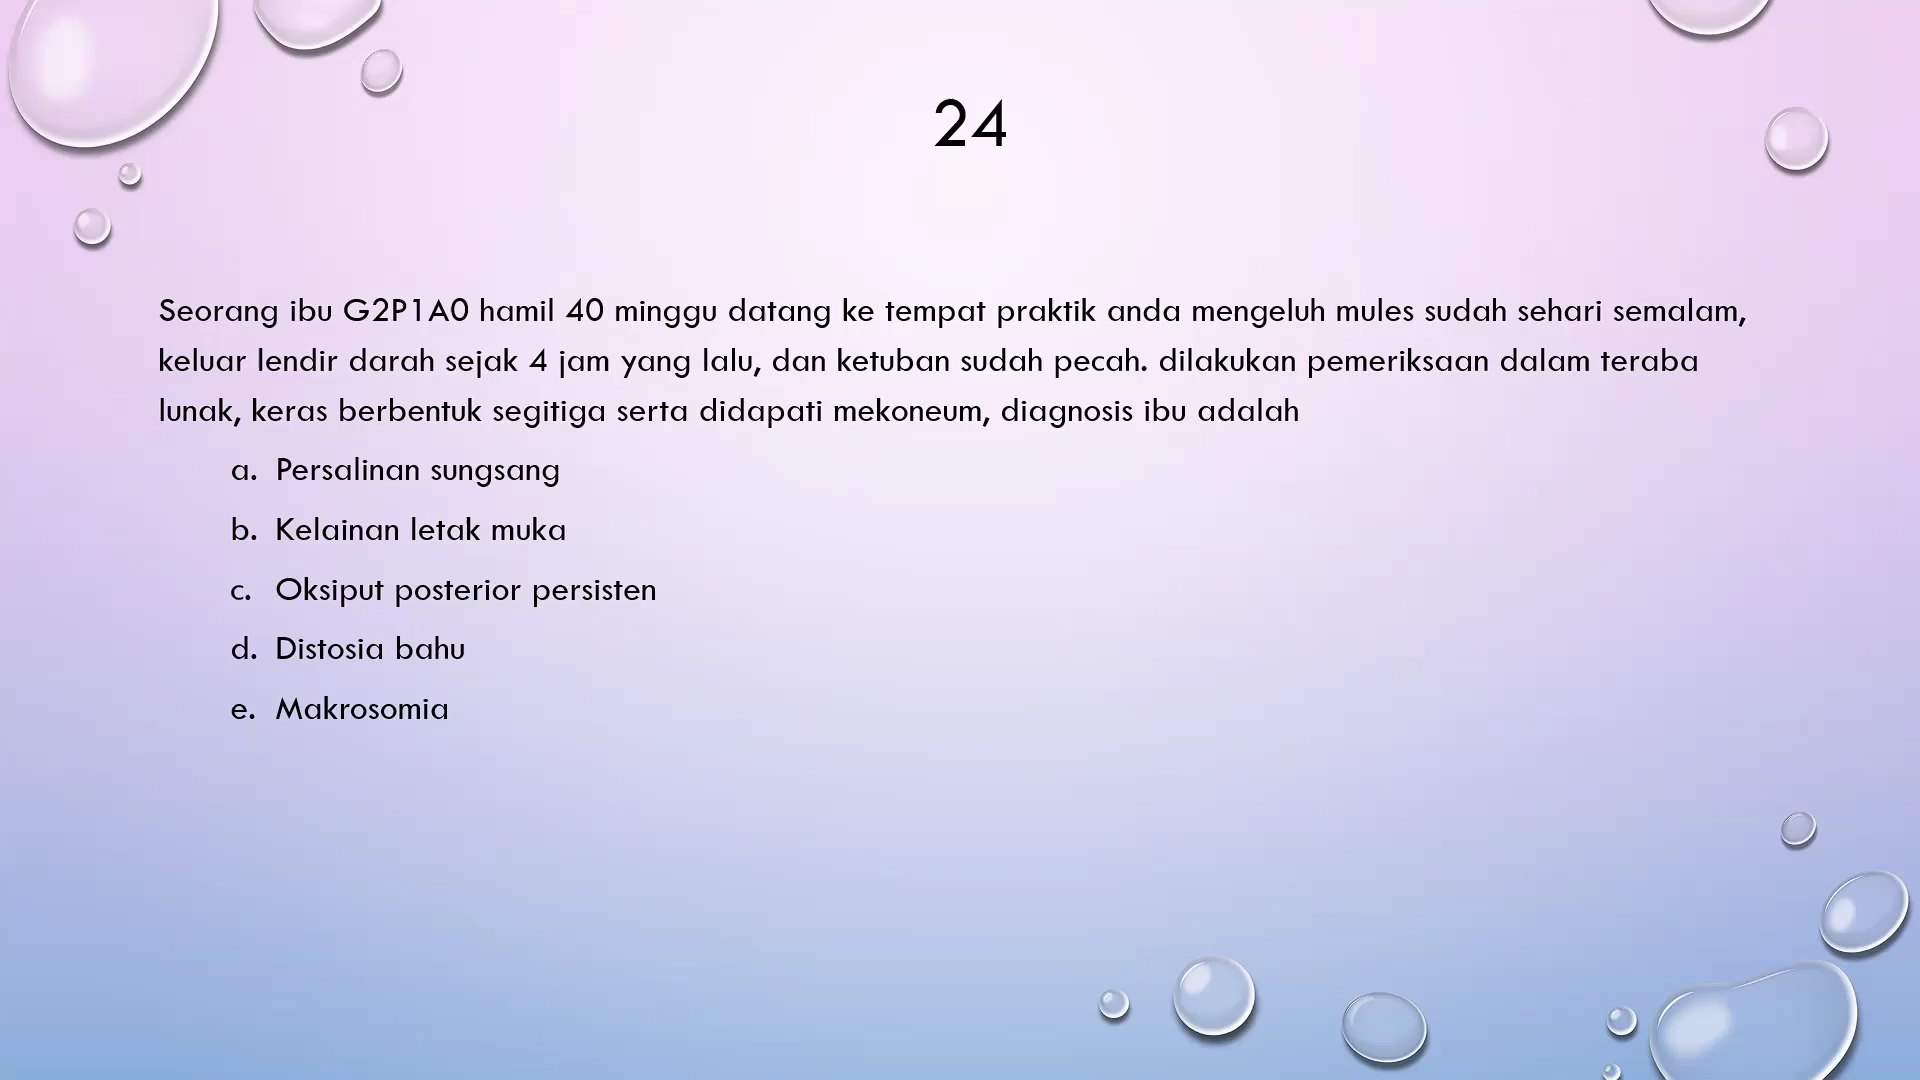 24
Seorang ibu G2P1A0 hamil 40 minggu datang ke tempat praktik anda mengeluh mules sudah sehari semalam,
keluar lendir darah sejak 4 jam yang lalu, dan ketuban sudah pecah. dilakukan pemeriksaan dalam teraba
lunak, keras berbentuk segitiga serta didapati mekoneum, diagnosis ibu adalah
a. Persalinan sungsang
b. Kelainan letak muka
c. Oksiput posterior persisten
d. Distosia bahu
e. Makrosomia